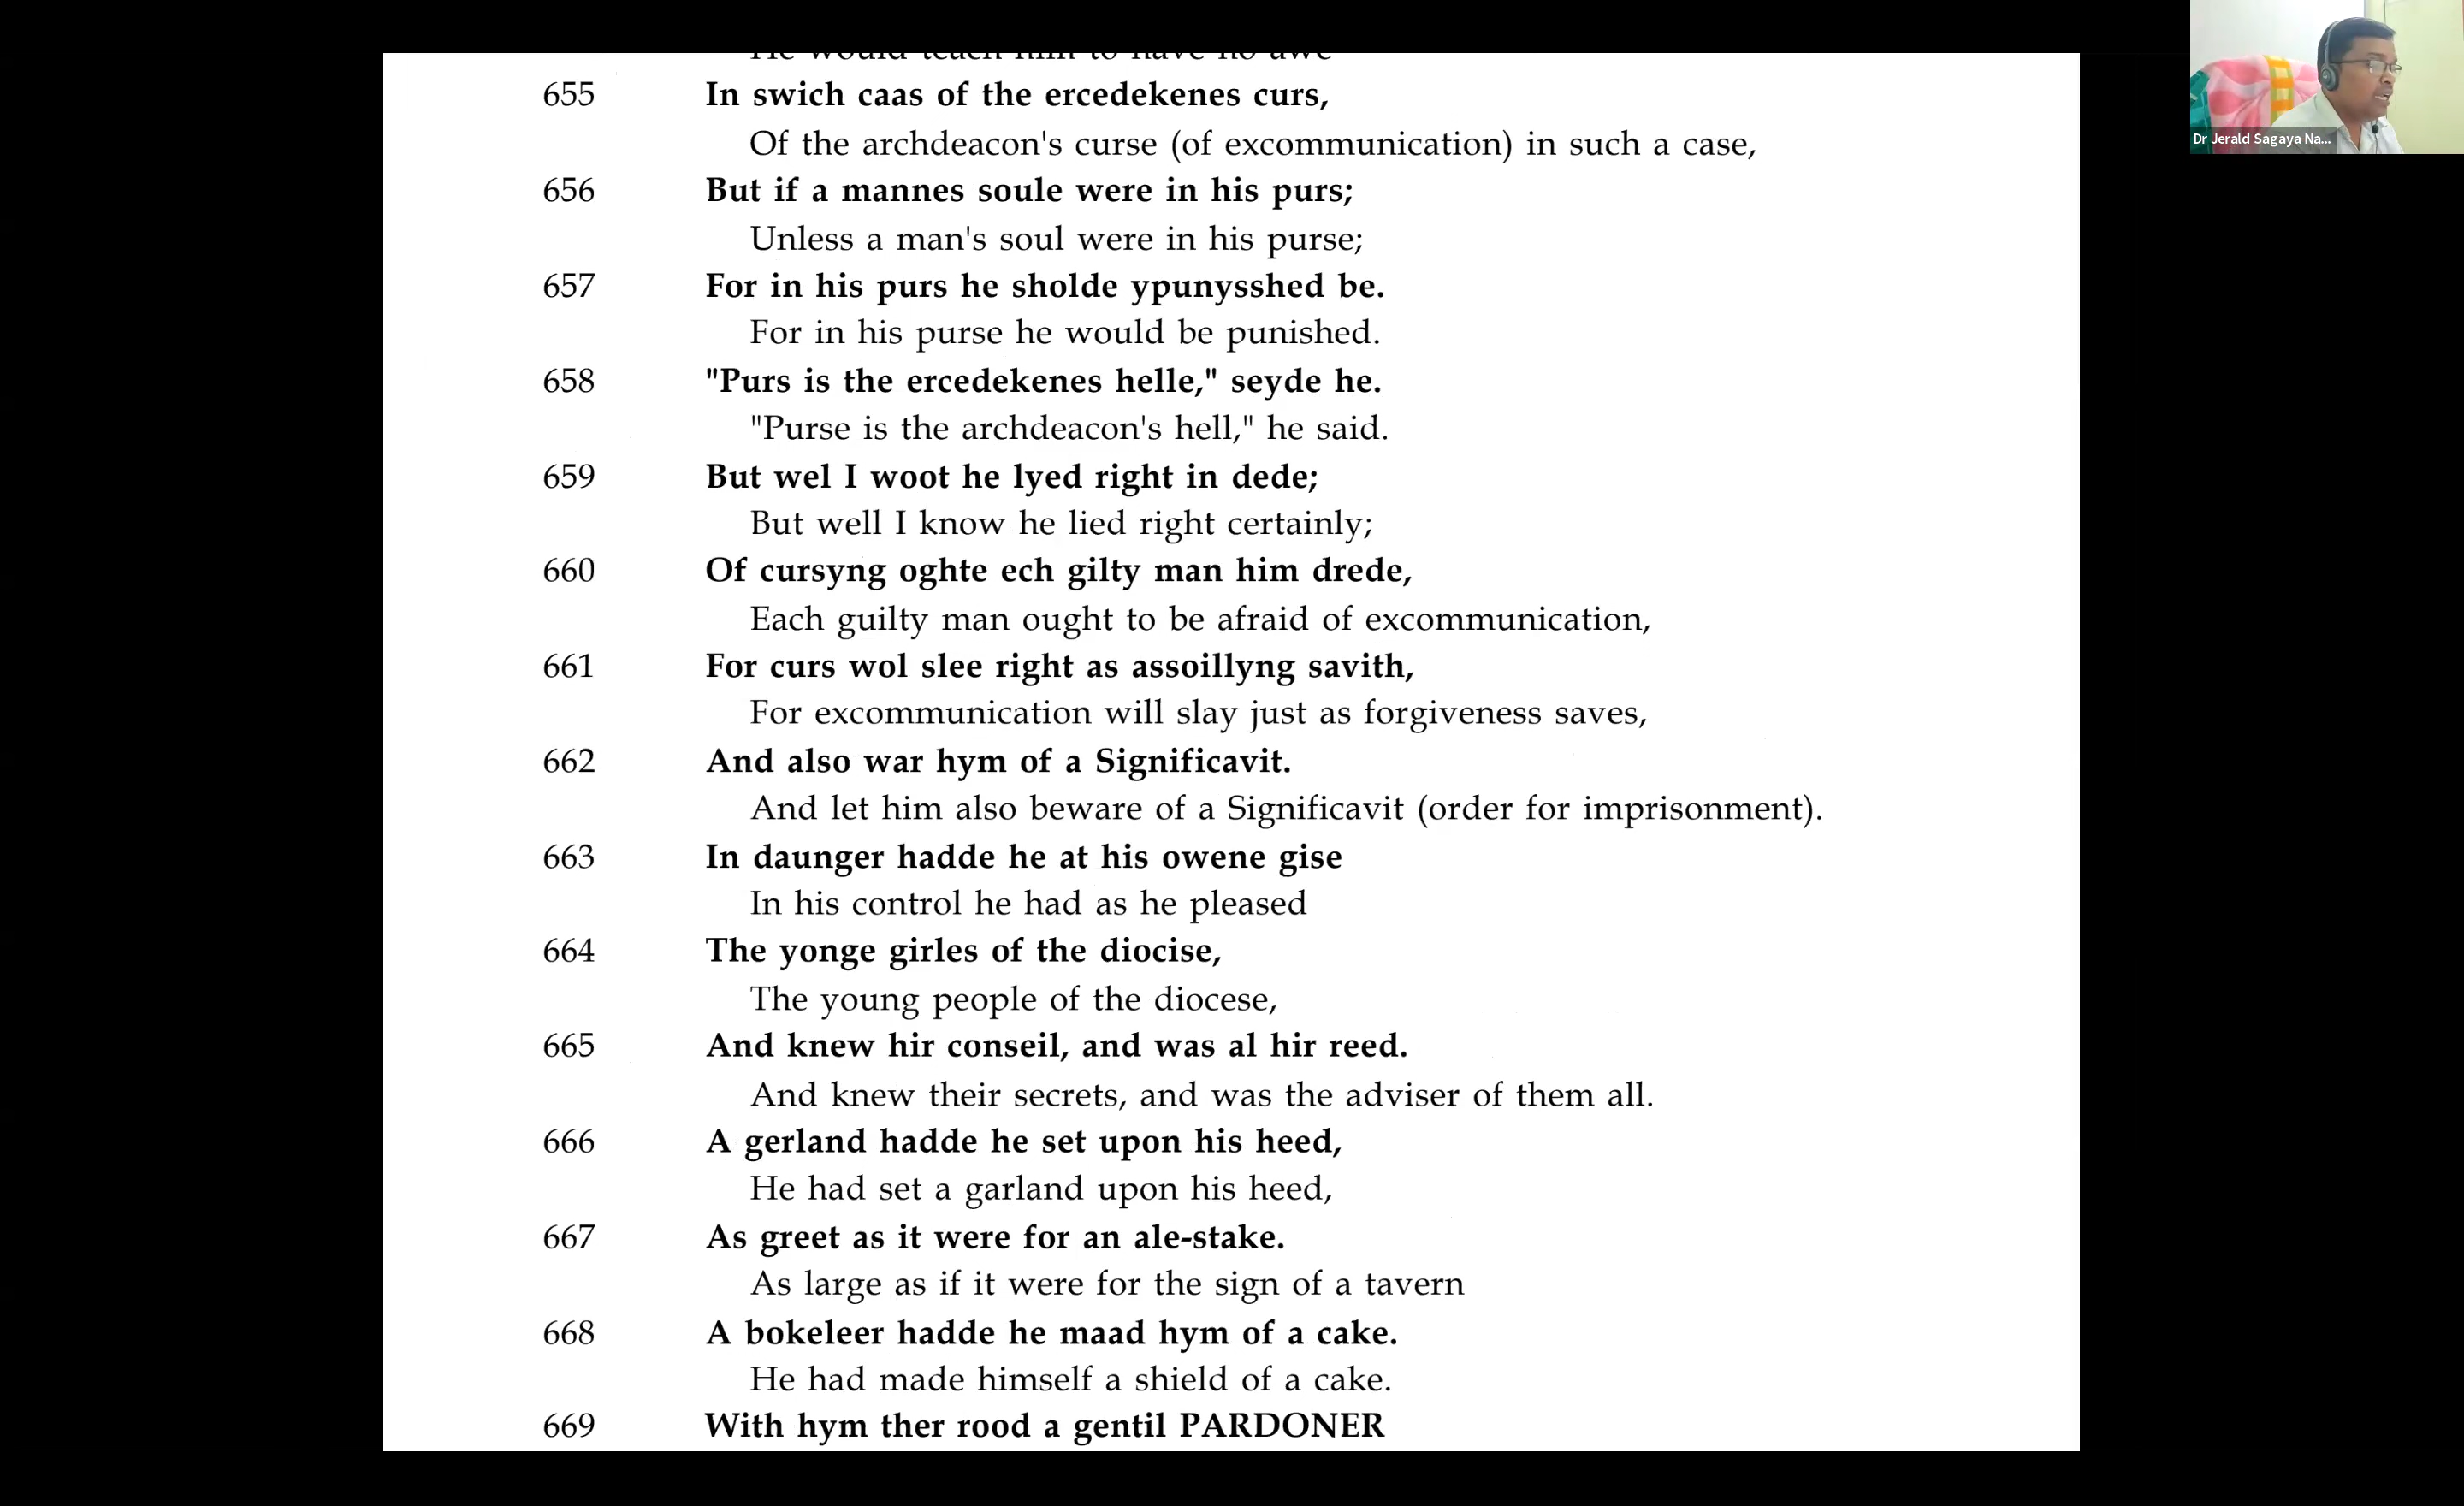 He would teach him to have no awe
655 In swich caas of the ercedekenes curs,
Of the archdeacon's curse (of excommunication) in such a case,
656 But if a mannes soule were in his purs;
Unless a man's soul were in his purse;
657 For in his purs he sholde ypunysshed be.
For in his purse he would be punished.
658 "Purs is the ercedekenes helle," seyde he.
"Purse is the archdeacon's hell," he said.
659 But wel I woot he lyed right in dede;
But well I know he lied right certainly;
660 Of cursyng oghte ech gilty man him drede,
Each guilty man ought to be afraid of excommunication,
661 For curs wol slee right as assoillyng savith,
For excommunication will slay just as forgiveness saves,
662 And also war hym of a Significavit.
And let him also beware of a Significavit (order for imprisonment).
663 In daunger hadde he at his owene gise
In his control he had as he pleased
664 The yonge girles of the diocise,
The young people of the diocese,
665 And knew hir conseil, and was al hir reed.
And knew their secrets, and was the adviser of them all.
666 A gerland hadde he set upon his heed,
He had set a garland upon his heed,
667 As greet as it were for an ale-stake.
As large as if it were for the sign of a tavern
668 A bokeleer hadde he maad hym of a cake.
He had made himself a shield of a cake.
669 With hym ther rood a gentil PARDONER
Dr Jerald Sagaya Na...